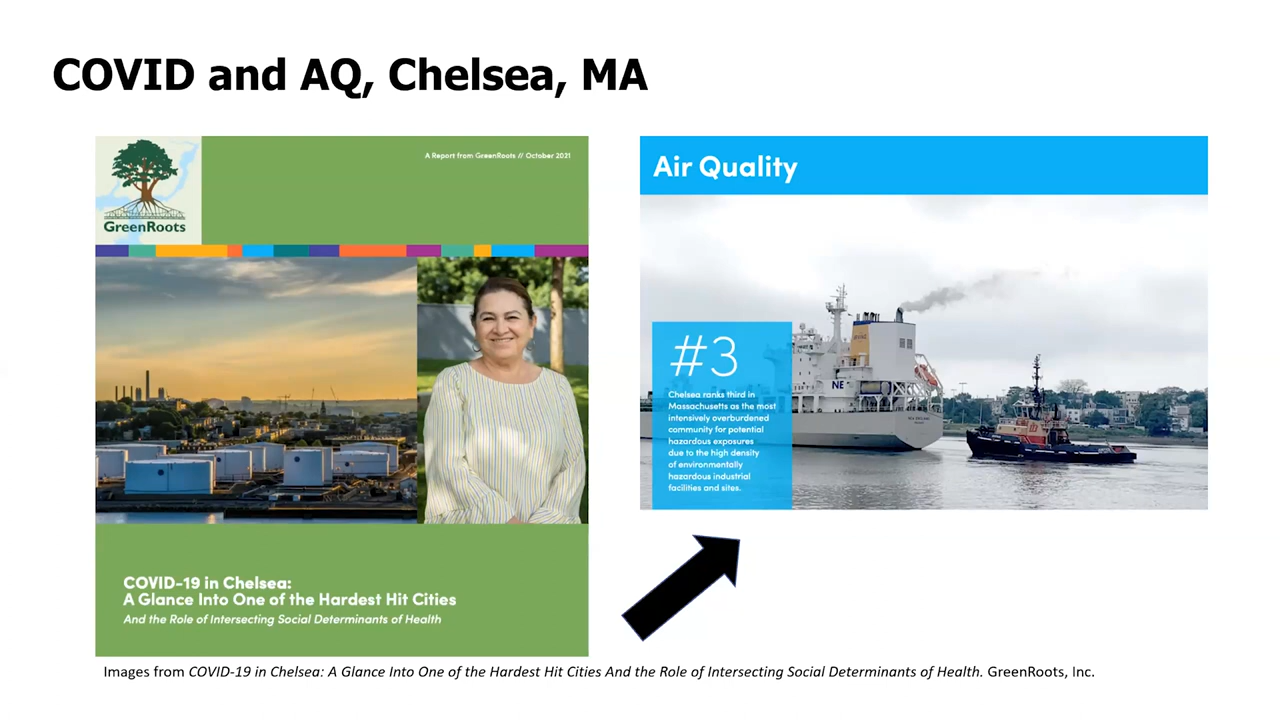 COVID and AQ, Chelsea, MA
A Report from GreenRoots // October 2021
GreenRoots
COVID-19 in Chelsea:
A Glance Into One of the Hardest Hit Cities
And the Role of Intersecting Social Determinants of Health
Air Quality
#3
Chelsea ranks third in
Massachusetts as the most
intensively overburdened
community for potential
hazardous exposures
due to the high density
of environmentally
hazardous industrial
facilities and sites.
NE
Images from COVID-19 in Chelsea: A Glance Into One of the Hardest Hit Cities And the Role of Intersecting Social Determinants of Health. GreenRoots, Inc.